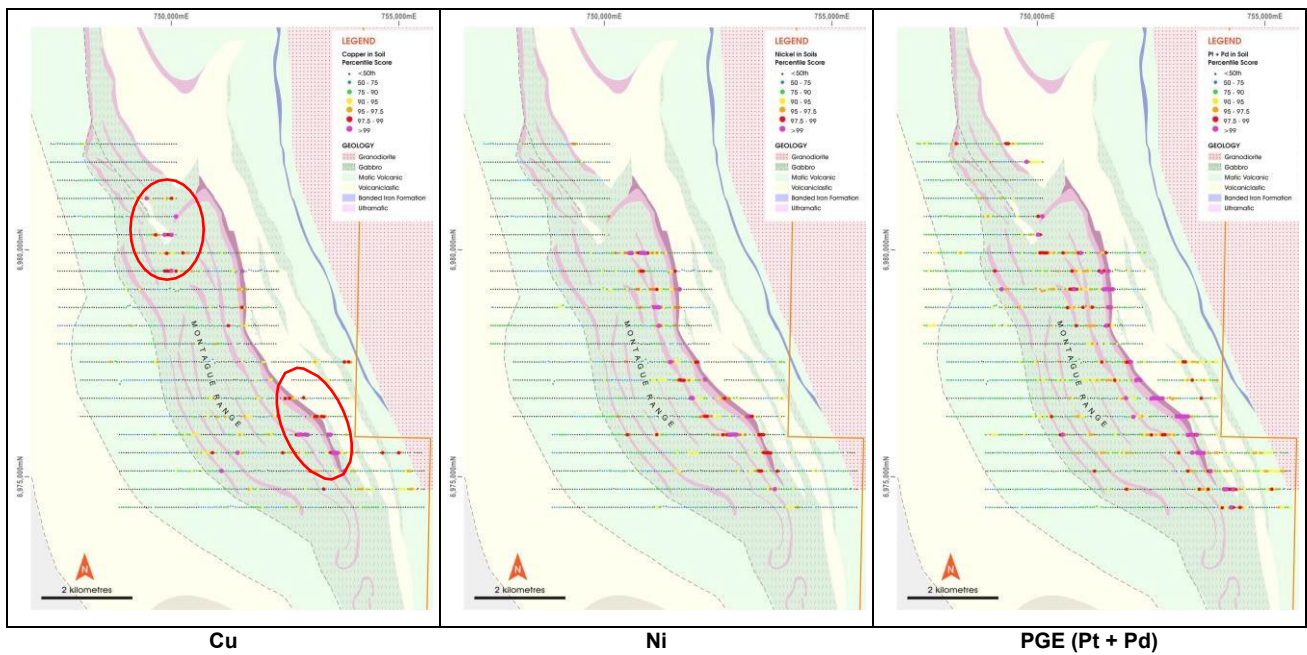 750,000mE
755,000mE
LEGEND
Copper in Soil
Percentile Score
<50th
50 - 75
75 - 90
90 - 95
95 - 97.5
97.5 - 99
>99
GEOLOGY
Granodiorite
Gabbro
Mafic Volcanic
Volcaniclastic
Banded Iron Formation
Ultramafic
6,980,000mN
6,975,000mN
MONTAGUE RANGE
N
2 kilometres
Cu
750,000mE
755,000mE
LEGEND
Nickel in Soils
Percentile Score
<50th
50 - 75
75 - 90
90 - 95
95 - 97.5
97.5 - 99
>99
GEOLOGY
Granodiorite
Gabbro
Mafic Volcanic
Volcaniclastic
Banded Iron Formation
Ultramafic
6,980,000mN
6,975,000mN
MONTAGUE RANGE
N
2 kilometres
Ni
750,000mE
755,000mE
LEGEND
Pt + Pd in Soil
Percentile Score
<50th
50 - 75
75 - 90
90 - 95
95 - 97.5
97.5 - 99
>99
GEOLOGY
Granodiorite
Gabbro
Mafic Volcanic
Volcaniclastic
Banded Iron Formation
Ultramafic
6,980,000mN
6,975,000mN
MONTAGUE RANGE
N
2 kilometres
PGE (Pt + Pd)